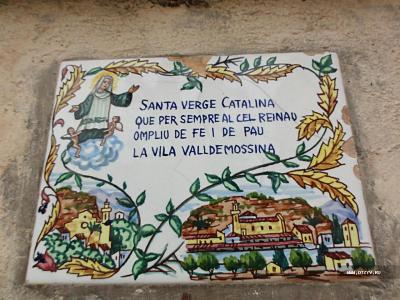 SANTA VERGE CATALINA
QUE PER SEMPRE AL CEL REINAU
OMPLIU DE FE I DE PAU
LA VILA VALLDEMOSSINA